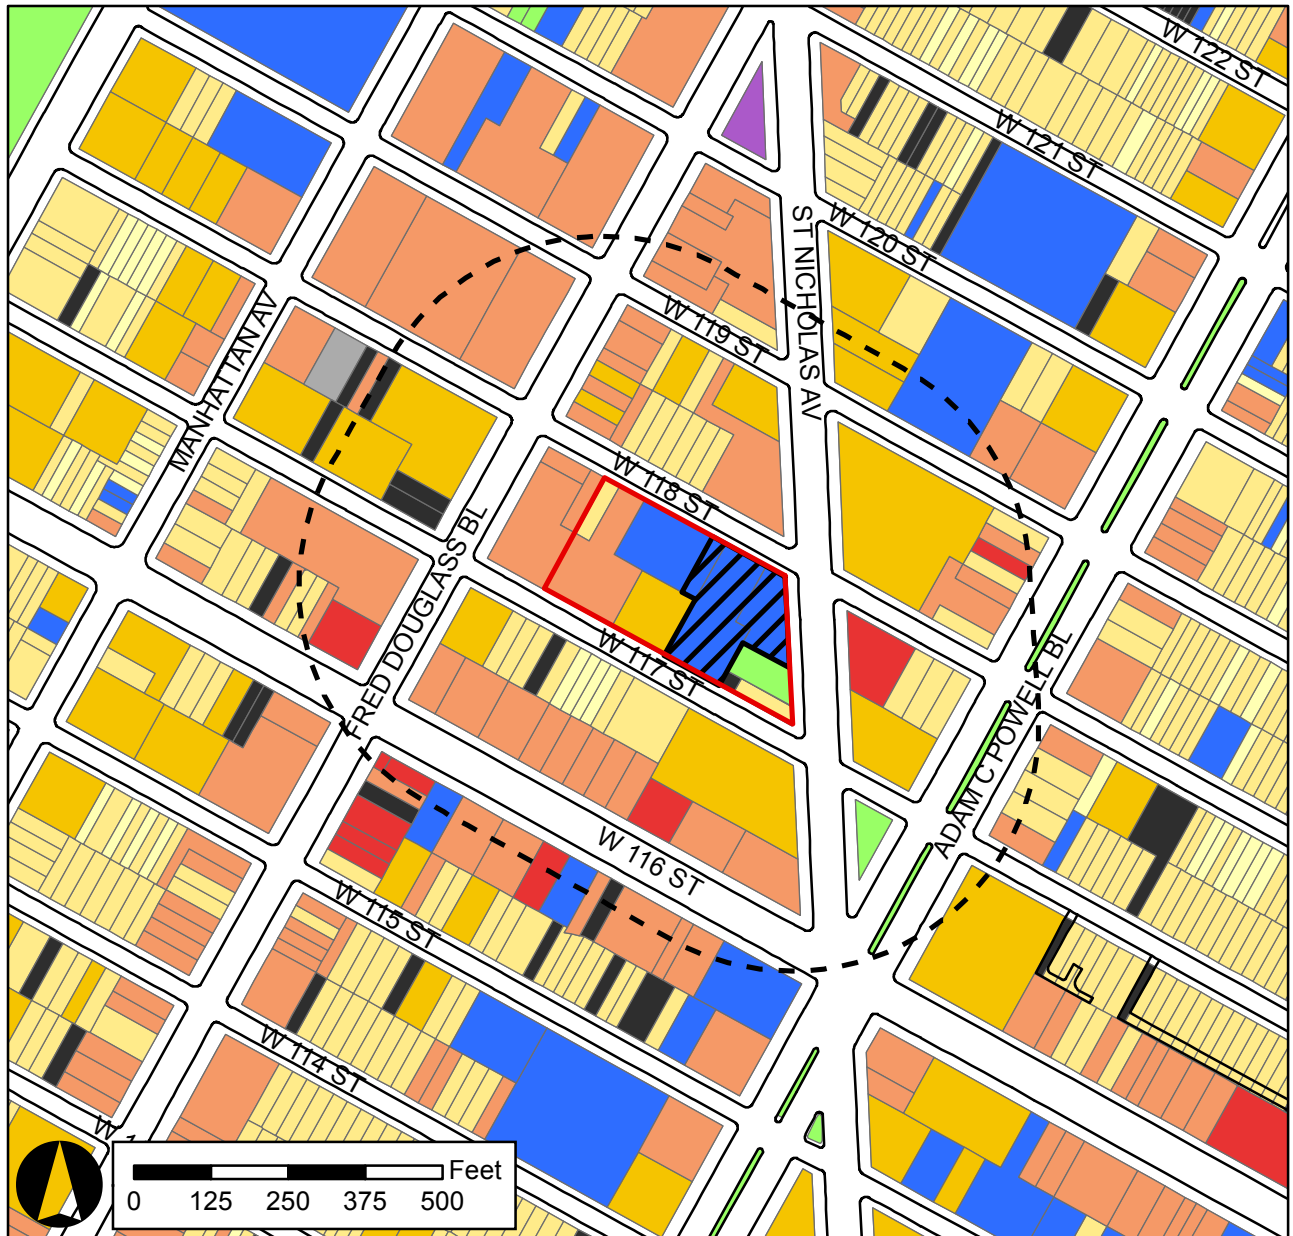 W 122 ST
W 121 ST
W 120 ST
ST NICHOLAS AV
W 119 ST
MANHATTAN AV
W 118 ST
FRED DOUGLASS BL
W 117 ST
ADAM C POWELL BL
W 116 ST
W 115 ST
W 114 ST
W 1
Feet
0 125 250 375 500